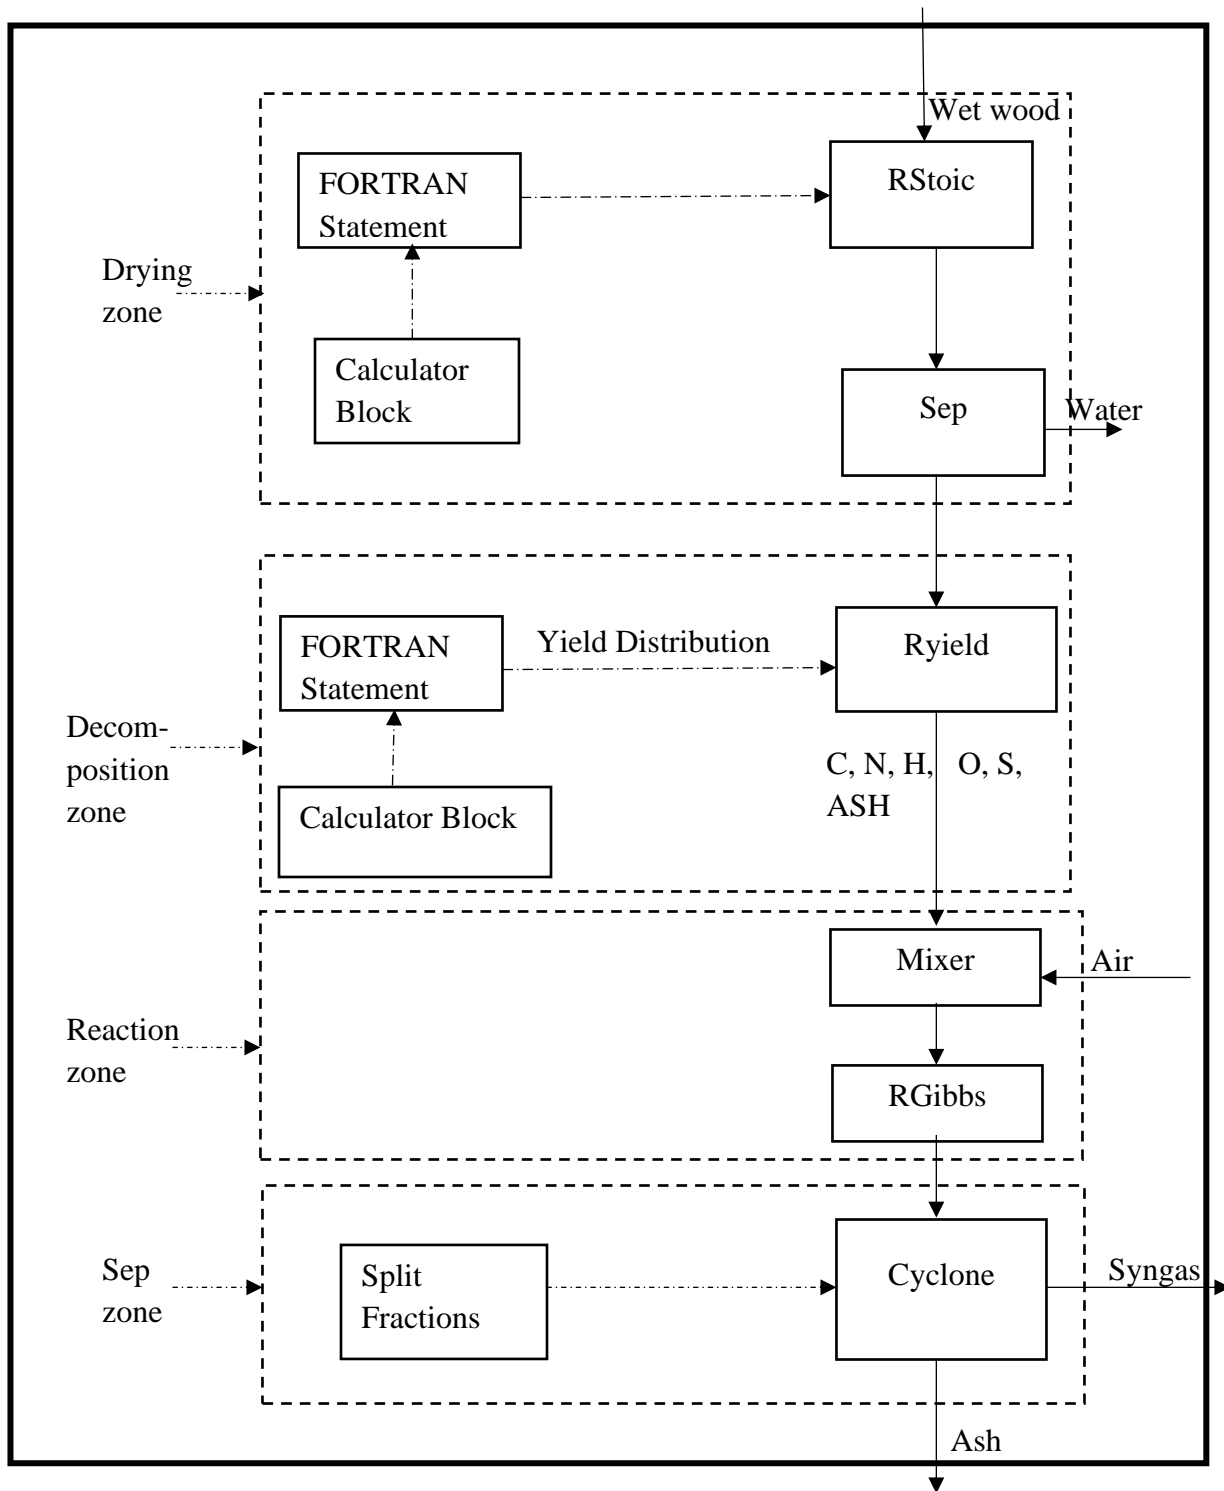 Wet wood
FORTRAN
Statement
RStoic
Drying
zone
Calculator
Block
Sep
Water
FORTRAN
Statement
Yield Distribution
Ryield
Decom-
position
zone
C, N, H, O, S,
ASH
Calculator Block
Mixer
Air
Reaction
zone
RGibbs
Sep
zone
Split
Fractions
Cyclone
Syngas
Ash